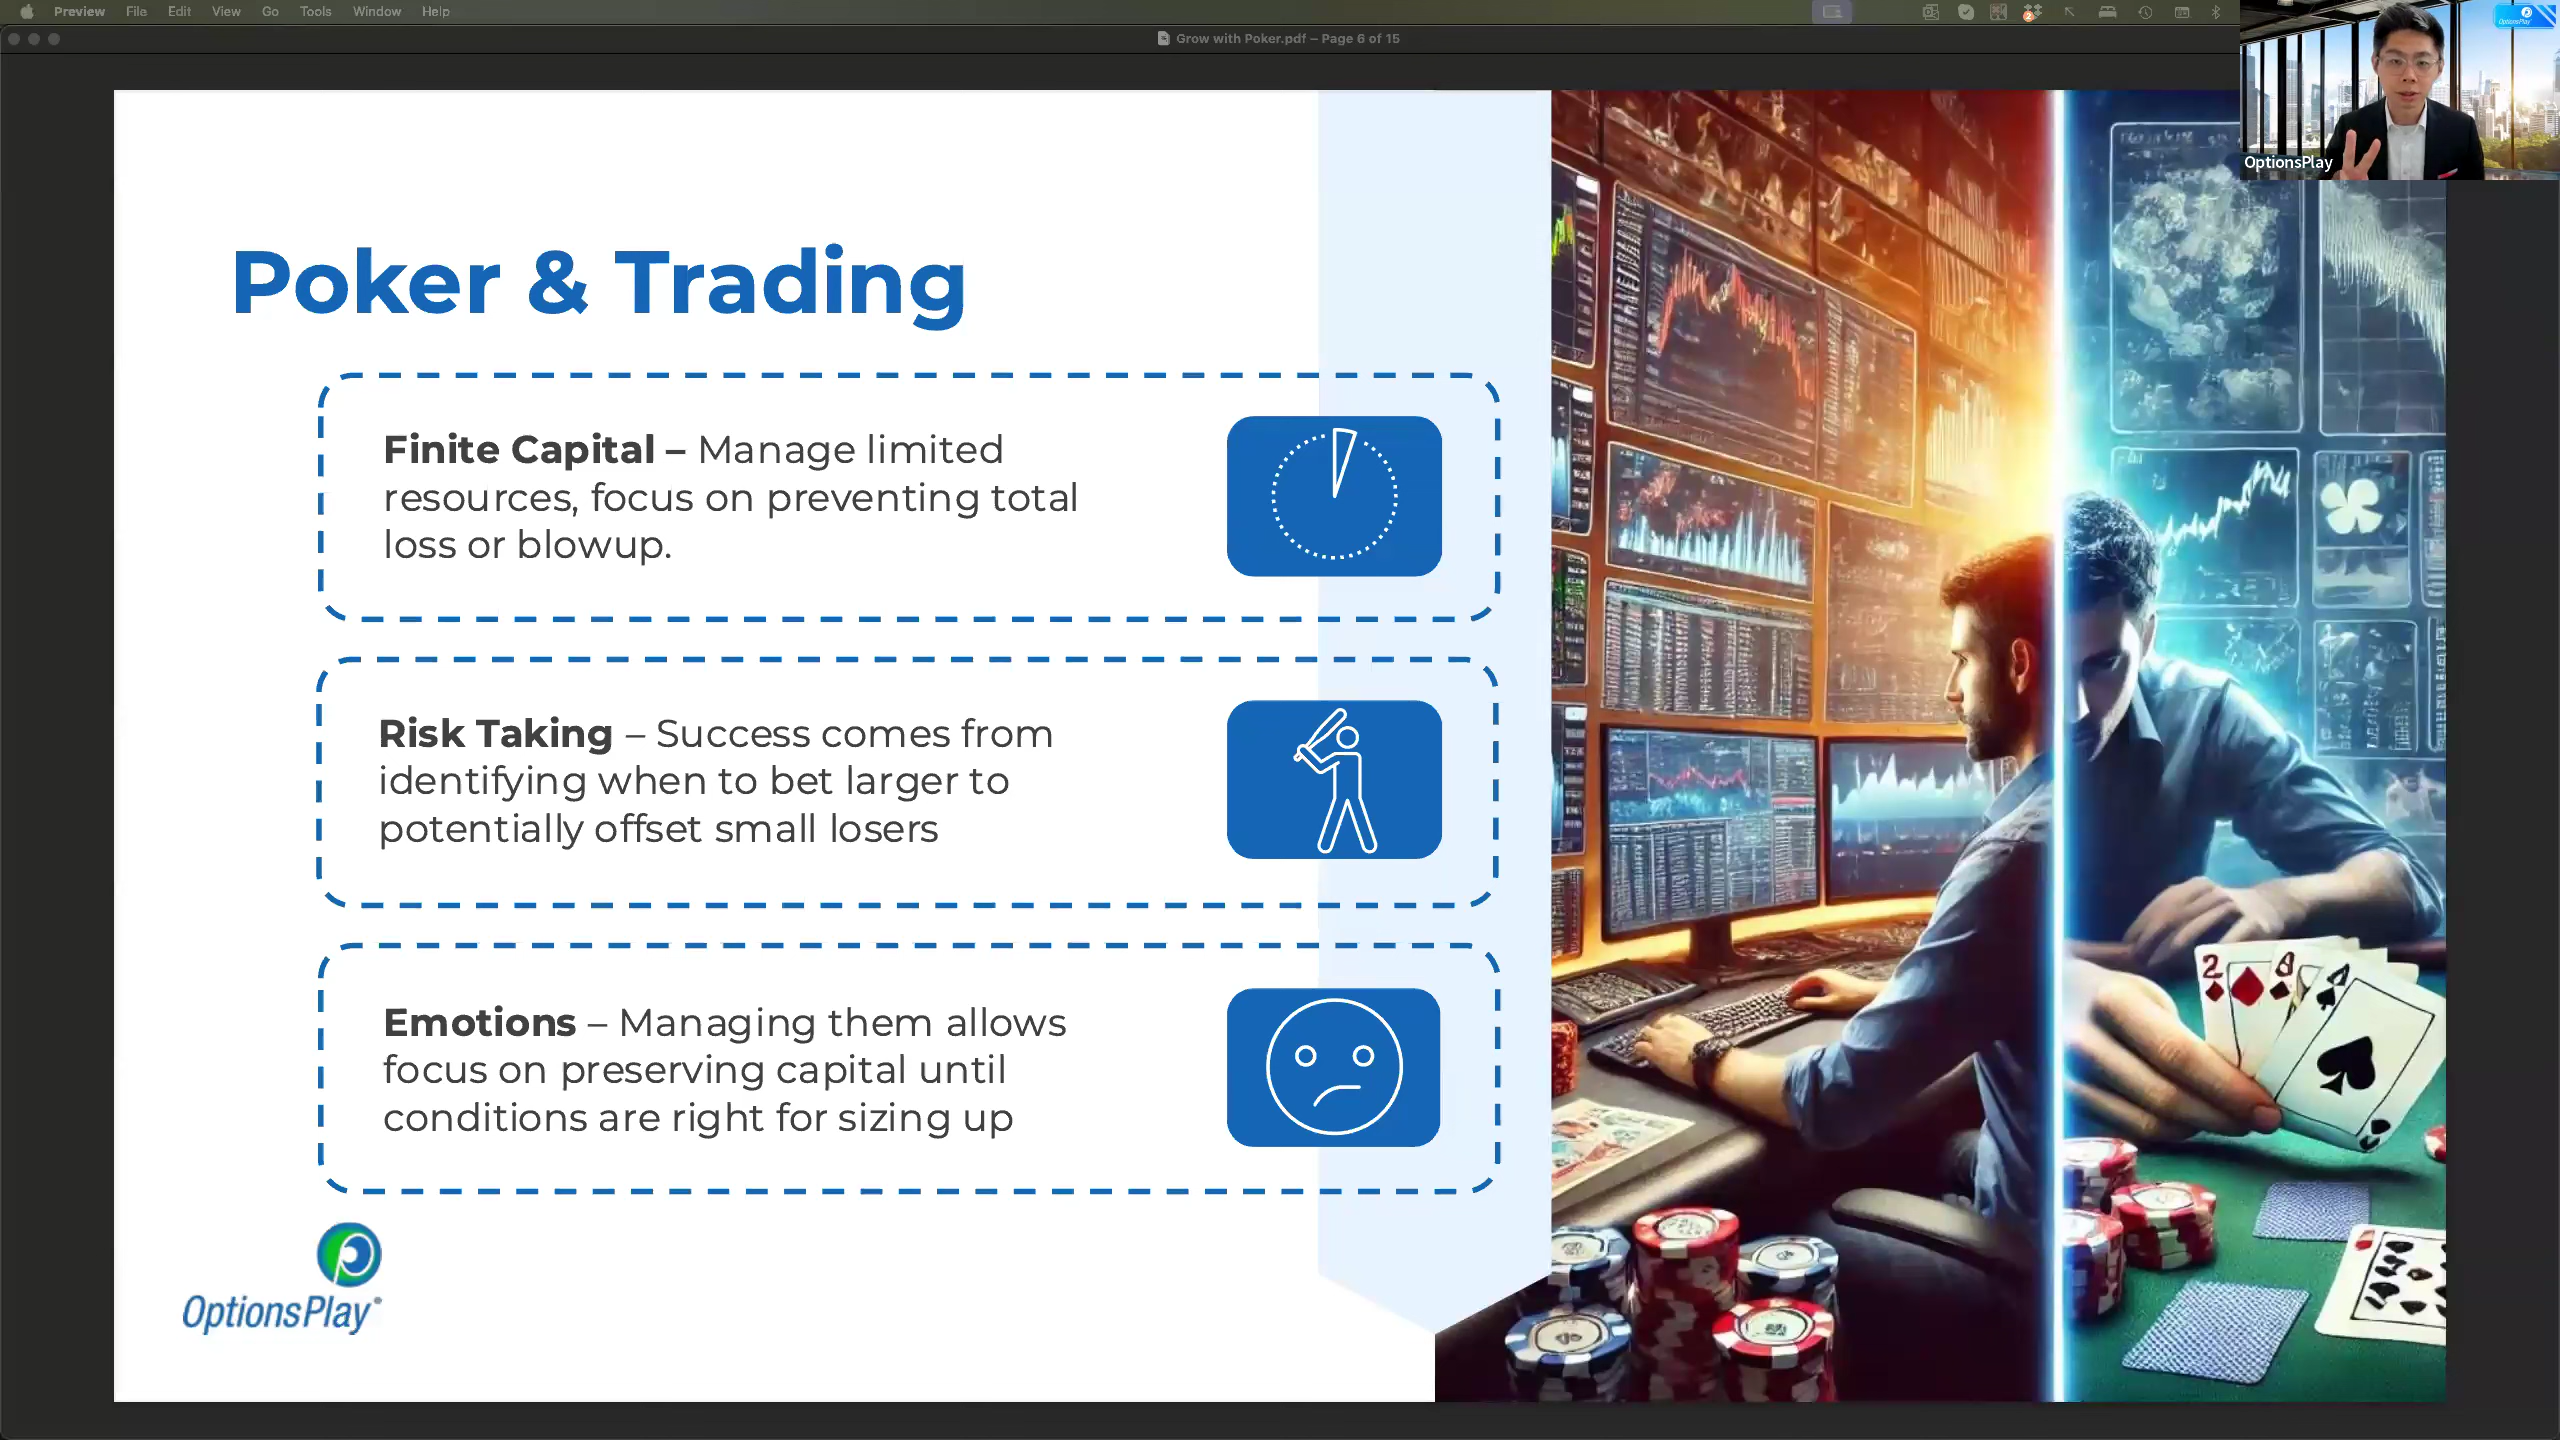 Preview File Edit View Go Tools Window Help
Grow with Poker.pdf – Page 6 of 15
OptionsPlay
OptionsPlay
Poker & Trading
Finite Capital – Manage limited
resources, focus on preventing total
loss or blowup.
Risk Taking – Success comes from
identifying when to bet larger to
potentially offset small losers
Emotions – Managing them allows
focus on preserving capital until
conditions are right for sizing up
2
A
OptionsPlay®